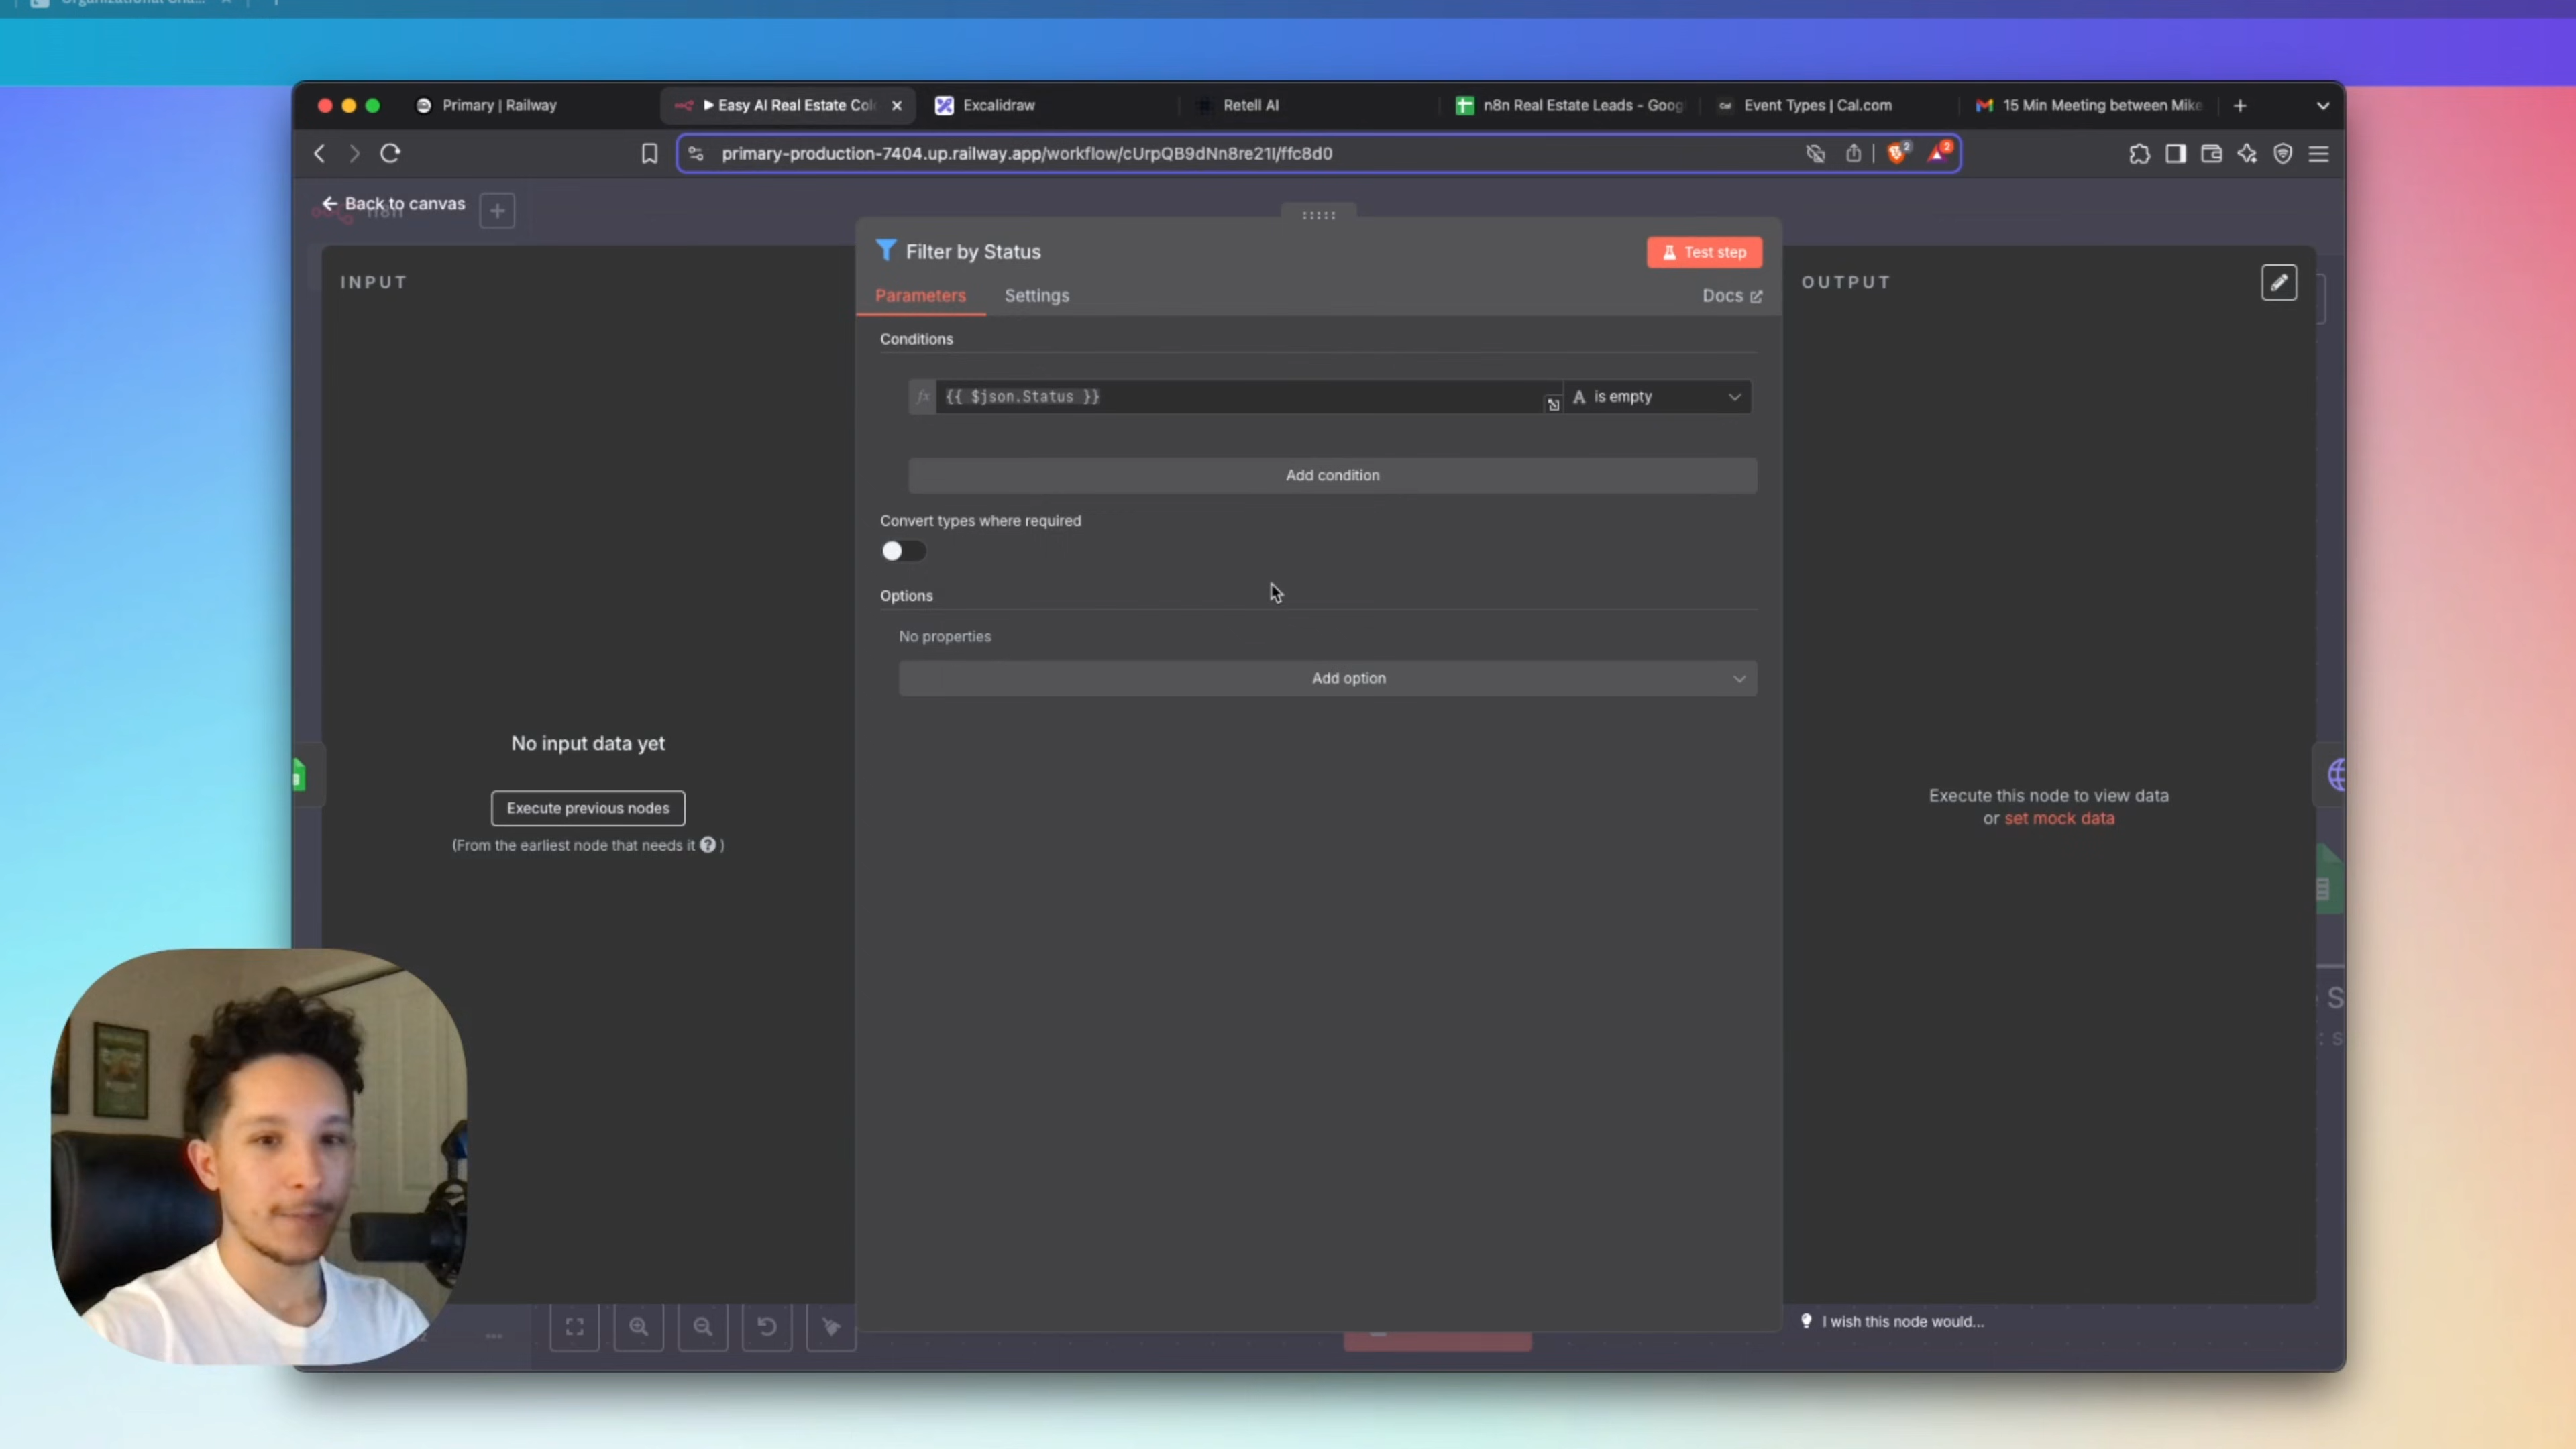 Primary | Railway
Easy AI Real Estate Col
Excalidraw
Retell AI
n8n Real Estate Leads - Goog
Event Types | Cal.com
15 Min Meeting between Mike
primary-production-7404.up.railway.app/workflow/cUrpQB9dNn8re21l/ffc8d0
2
2
Back to canvas
n8n
Filter by Status
Test step
INPUT
Parameters
Settings
Docs
OUTPUT
Conditions
fx
{{ $json.Status }}
A is empty
Add condition
Convert types where required
Options
No properties
Add option
No input data yet
Execute previous nodes
(From the earliest node that needs it ? )
Execute this node to view data
or set mock data
I wish this node would...